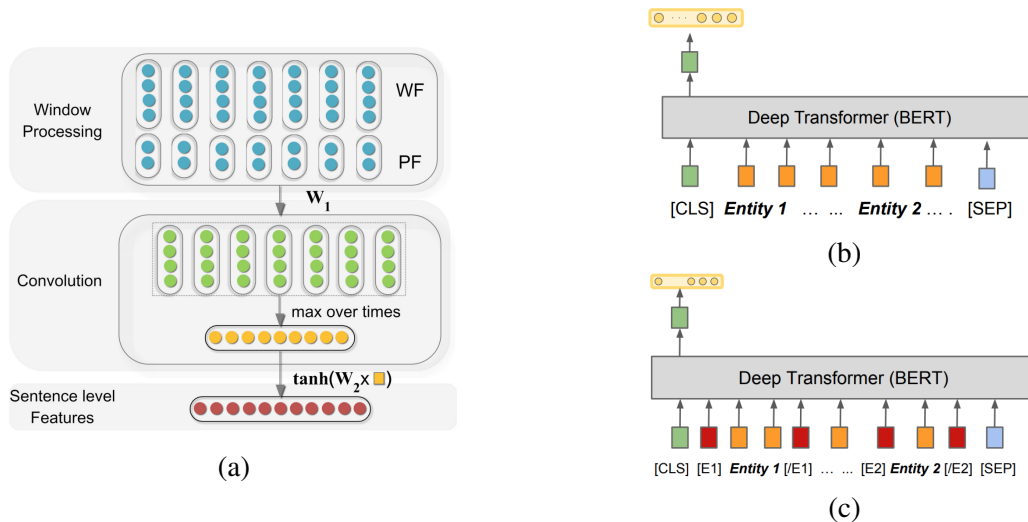 Window
Processing
WF
PF
W1
Convolution
max over times
tanh(W2x )
Sentence level
Features
(a)
Deep Transformer (BERT)
[CLS] Entity 1 ... ... Entity 2 ... . [SEP]
(b)
Deep Transformer (BERT)
[CLS] [E1] Entity 1 [/E1] ... ... [E2] Entity 2 [/E2] [SEP]
(c)